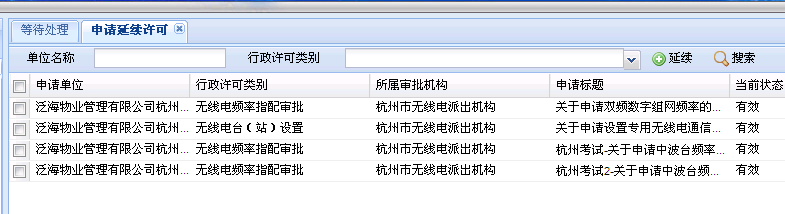 等待处理 申请延续许可
单位名称 行政许可类别 延续 搜索
申请单位 行政许可类别 所属审批机构 申请标题 当前状态
泛海物业管理有限公司杭州... 无线电频率指配审批 杭州市无线电派出机构 关于申请双频数字组网频率的... 有效
泛海物业管理有限公司杭州... 无线电台（站）设置 杭州市无线电派出机构 关于申请设置专用无线电通信... 有效
泛海物业管理有限公司杭州... 无线电频率指配审批 杭州市无线电派出机构 杭州考试-关于申请中波台频率... 有效
泛海物业管理有限公司杭州... 无线电频率指配审批 杭州市无线电派出机构 杭州考试2-关于申请中波台频... 有效